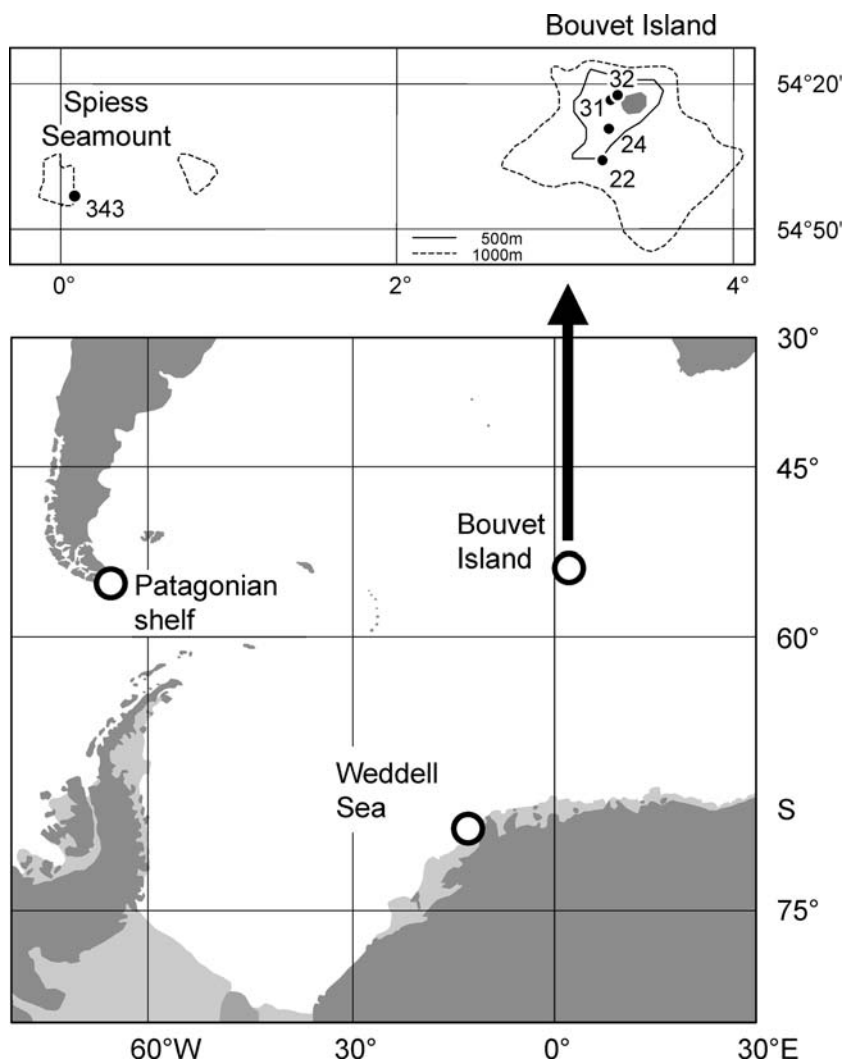 Bouvet Island
54°20'
Spiess
Seamount
32
31
24
22
343
54°50'
500m
1000m
0°
2°
4°
30°
45°
Bouvet
Island
Patagonian
shelf
60°
Weddell
Sea
S
75°
60°W
30°
0°
30°E